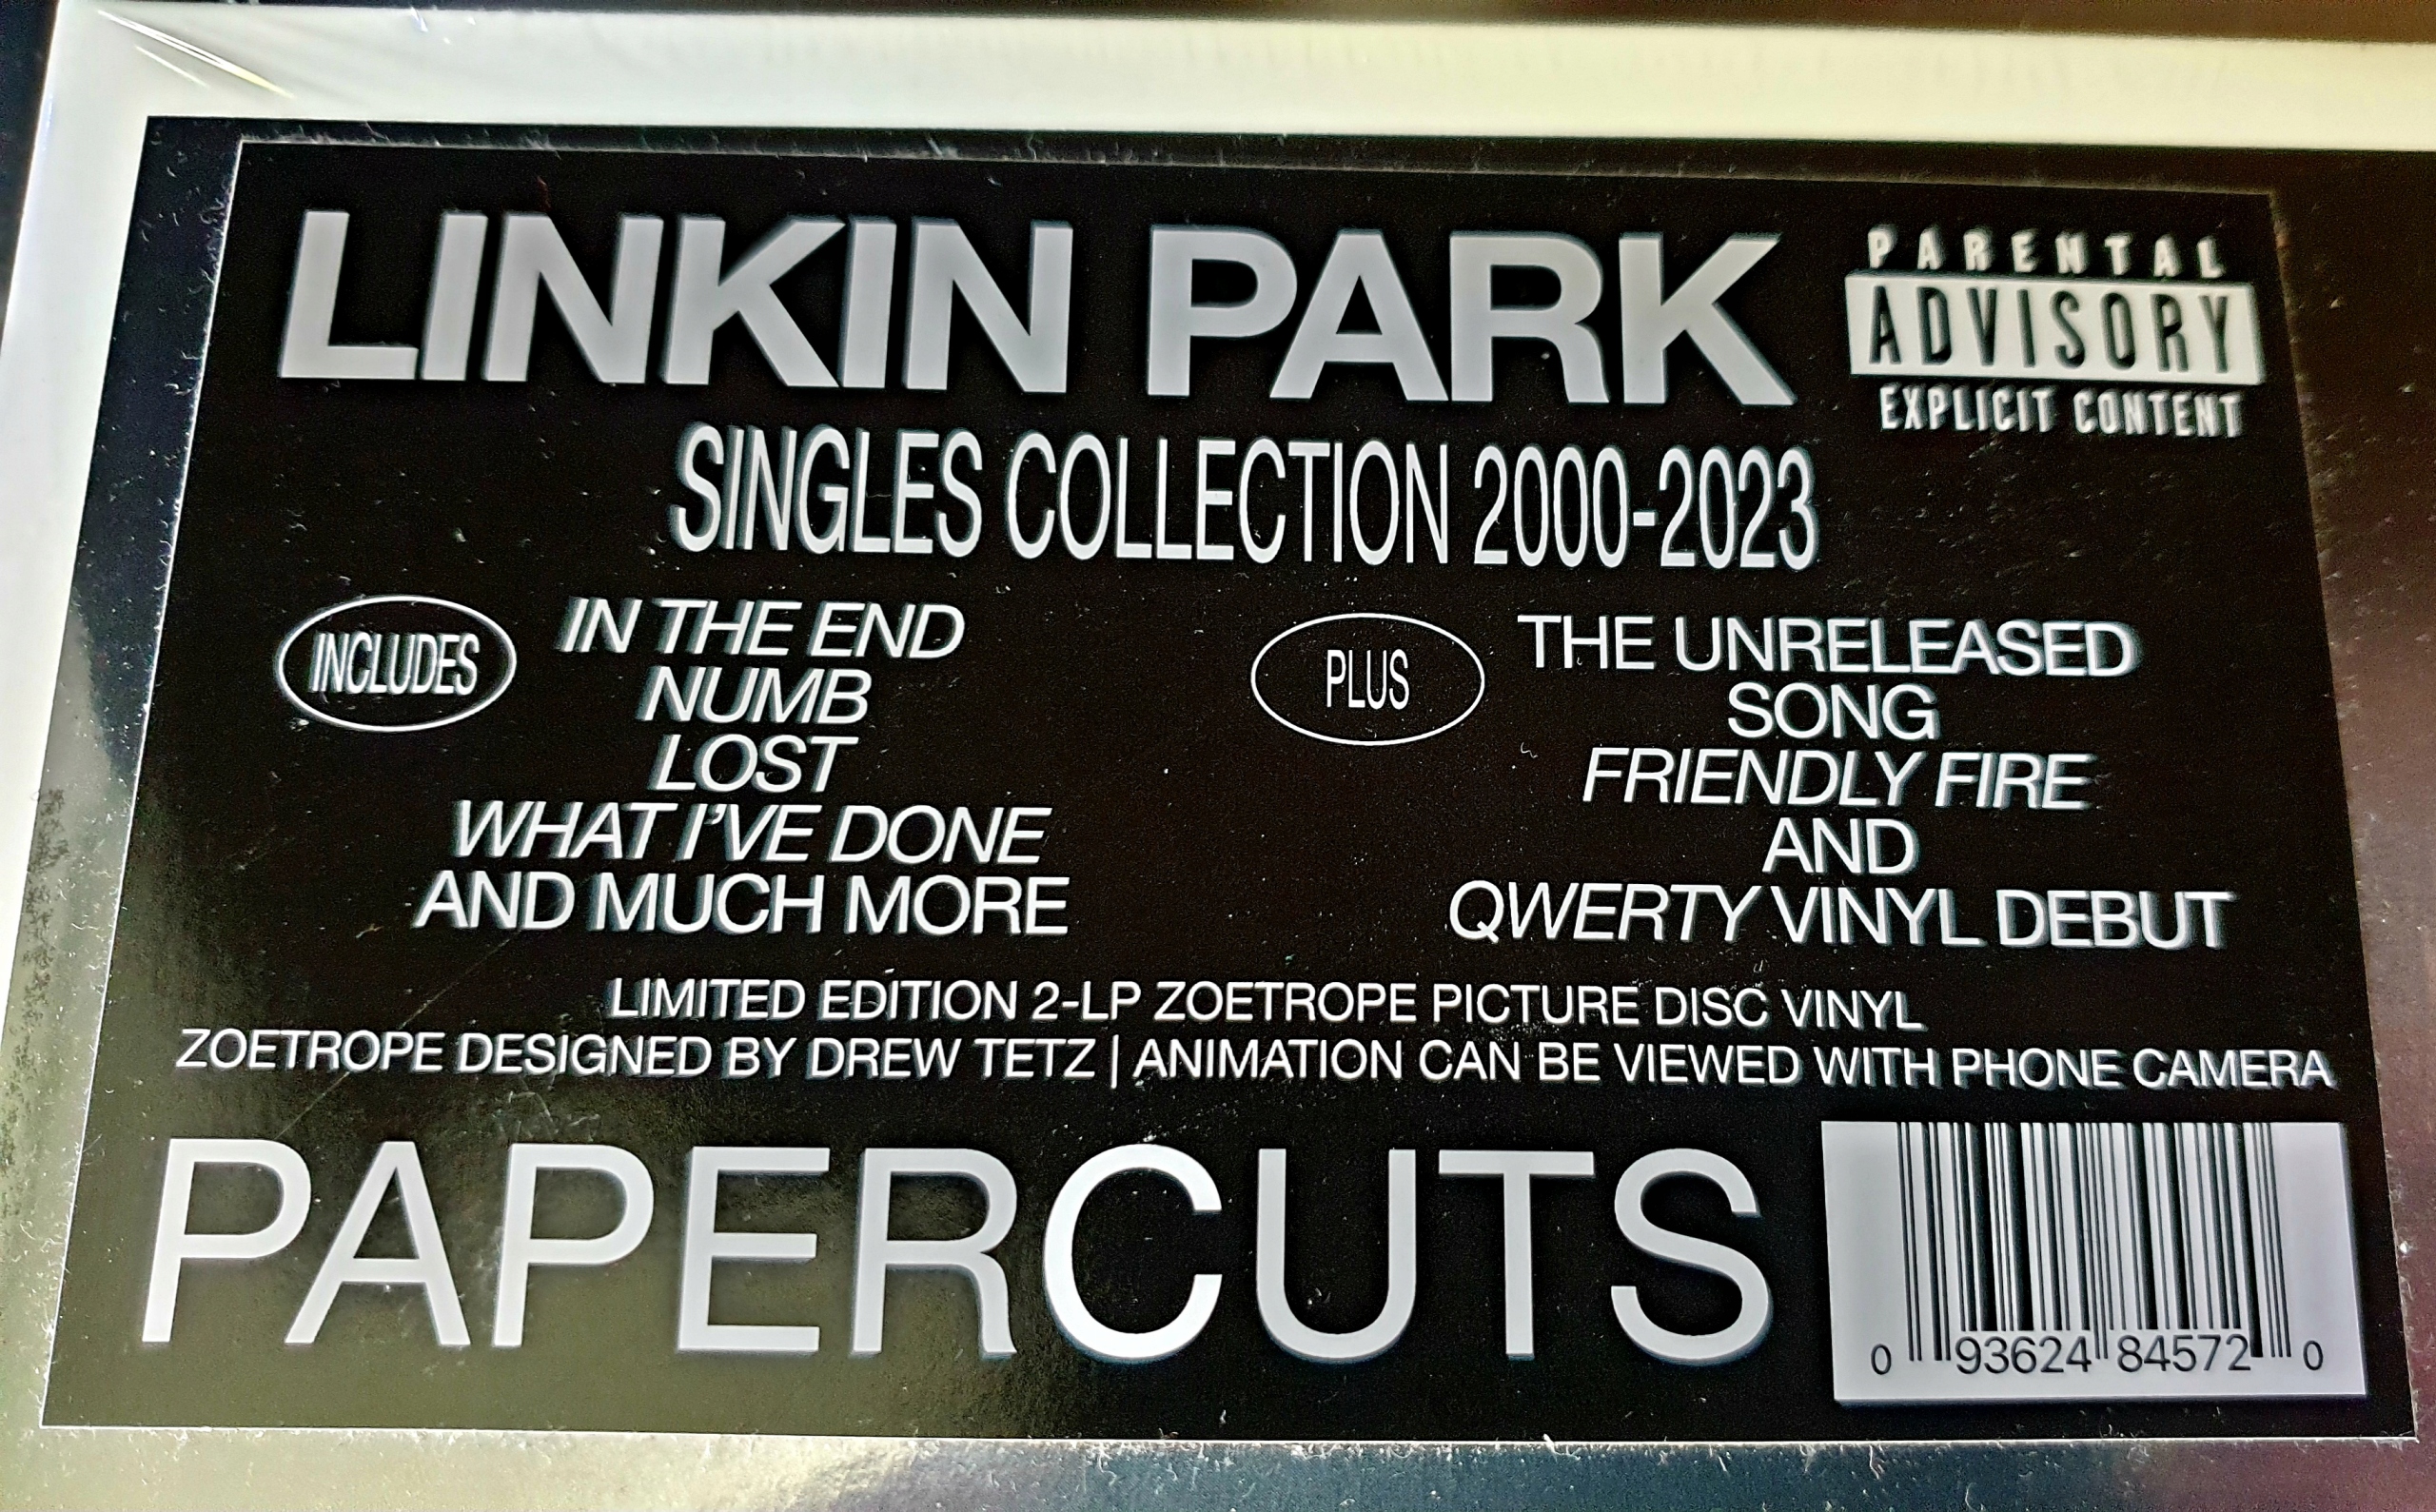 LINKIN PARK
PARENTAL
ADVISORY
EXPLICIT CONTENT
SINGLES COLLECTION 2000-2023
INCLUDES
IN THE END
NUMB
LOST
WHAT I'VE DONE
AND MUCH MORE
PLUS
THE UNRELEASED
SONG
FRIENDLY FIRE
AND
QWERTY VINYL DEBUT
LIMITED EDITION 2-LP ZOETROPE PICTURE DISC VINYL
ZOETROPE DESIGNED BY DREW TETZ | ANIMATION CAN BE VIEWED WITH PHONE CAMERA
PAPERCUTS
0 93624 84572 0